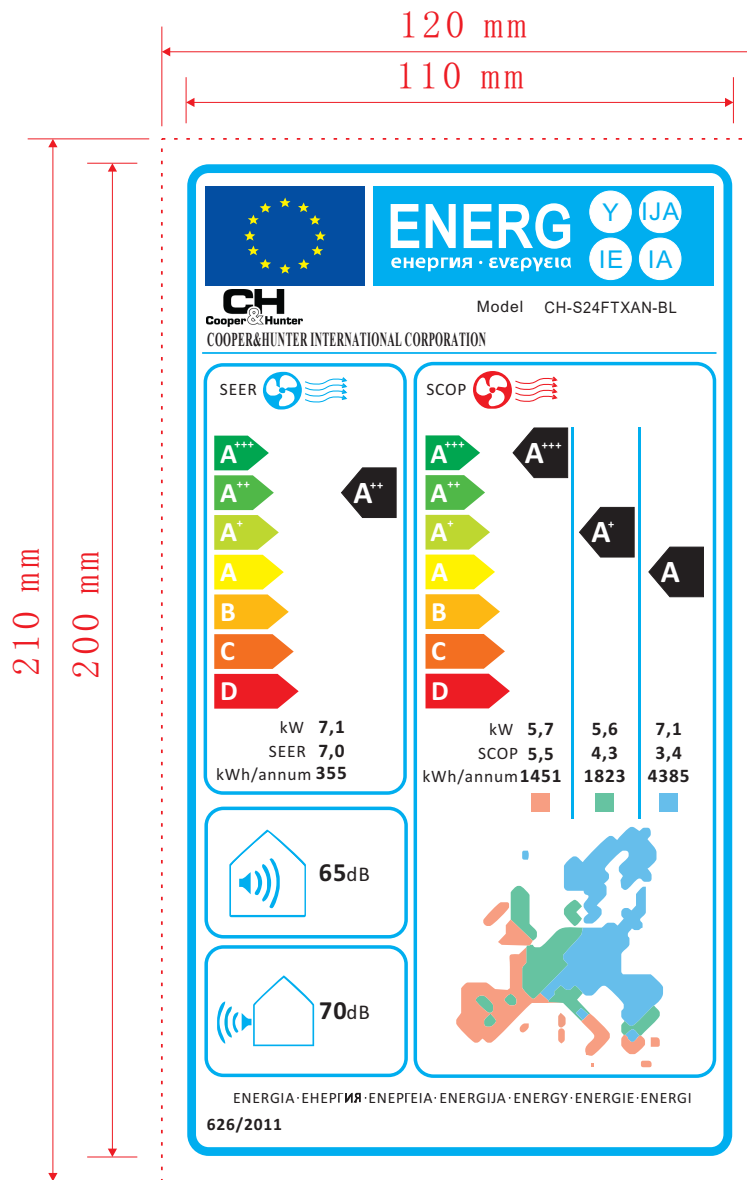 120 mm
110 mm
210 mm
200 mm
ENERG
енергия · ενεργεια
Y
IJA
IE
IA
CH
Cooper&Hunter
Model CH-S24FTXAN-BL
COOPER&HUNTER INTERNATIONAL CORPORATION
SEER
A+++
A++
A+
A
B
C
D
A++
kW 7,1
SEER 7,0
kWh/annum 355
SCOP
A+++
A++
A+
A
B
C
D
A+++
A+
A
kW 5,7 5,6 7,1
SCOP 5,5 4,3 3,4
kWh/annum 1451 1823 4385
65dB
70dB
ENERGIA·ЕНЕРГИЯ·ΕΝΕΡΓΕΙΑ·ENERGIJA·ENERGY·ENERGIE·ENERGI
626/2011